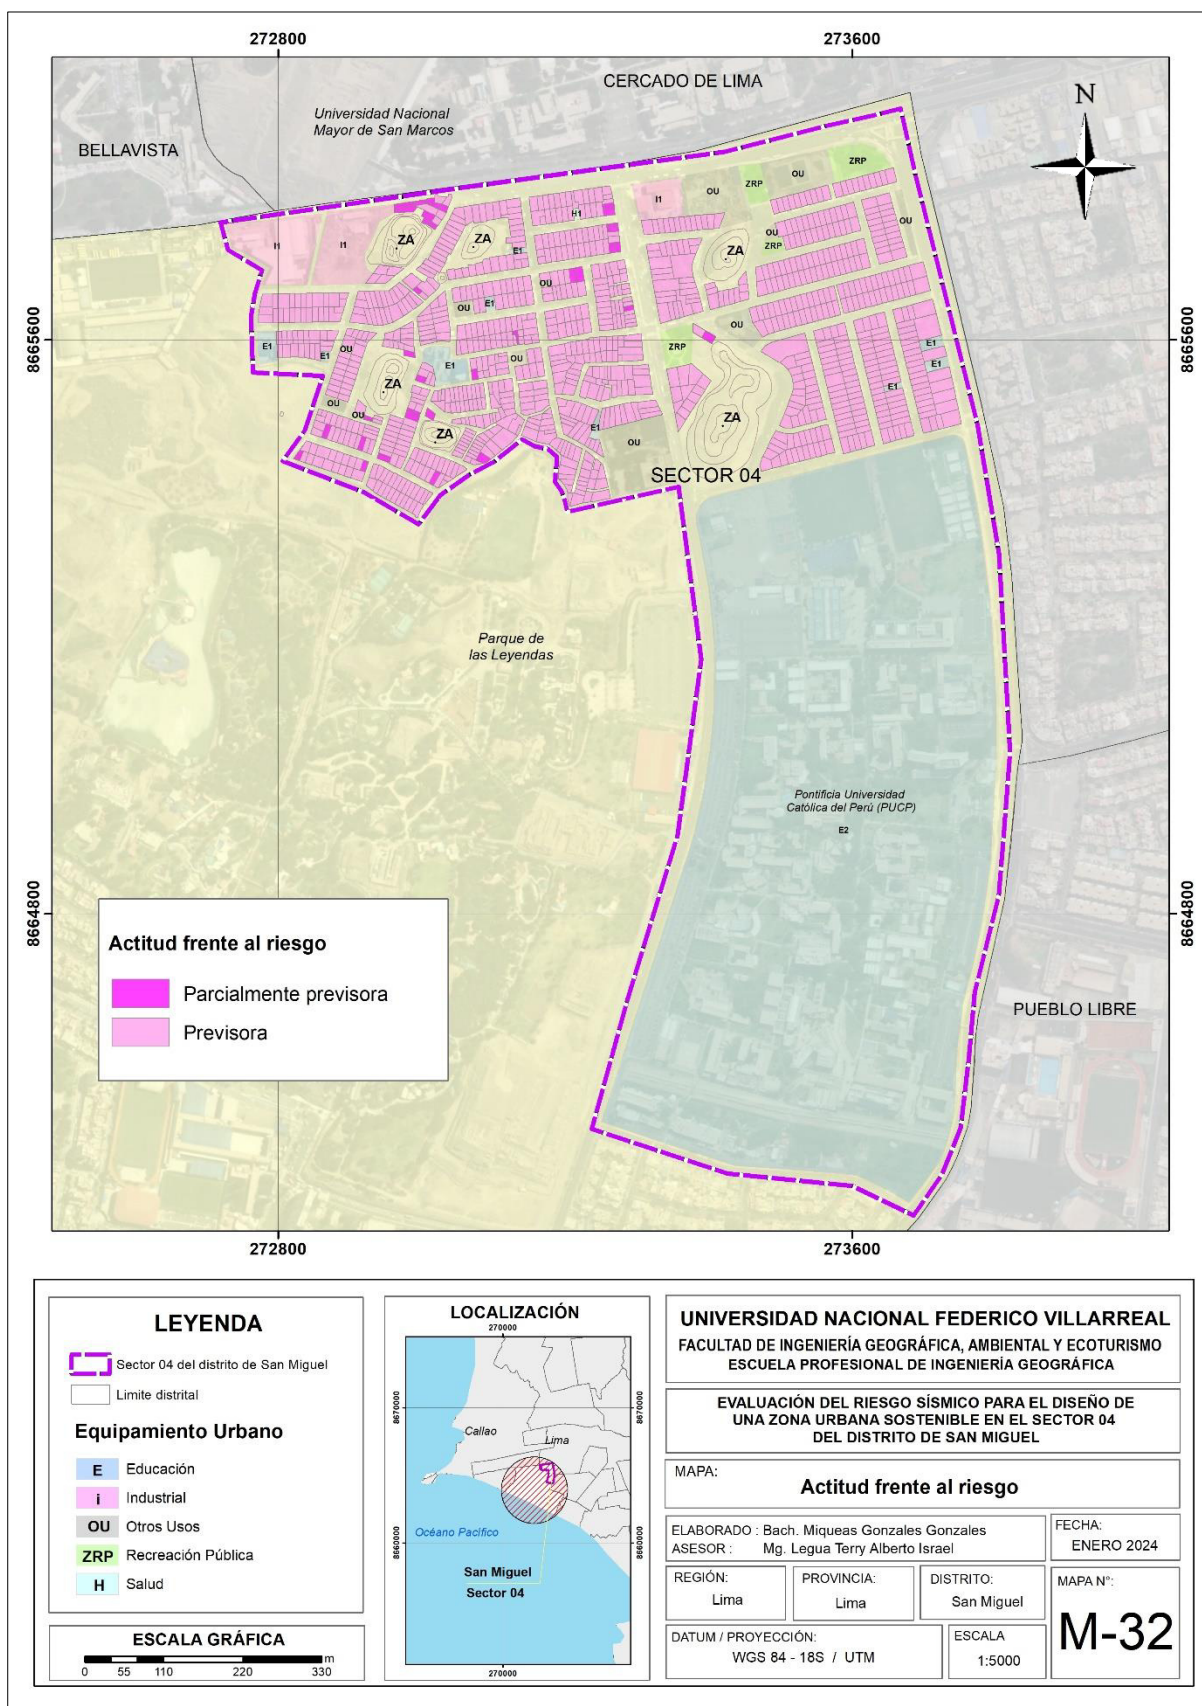 272800
273600
CERCADO DE LIMA
Universidad Nacional
Mayor de San Marcos
BELLAVISTA
N
ZRP
OU
ZRP
OU
I1
H1
OU
I1
I1
ZA
ZA
E1
OU
ZRP
ZA
OU
E1
OU
8665600
8665600
OU
ZRP
E1
E1
OU
OU
E1
E1
E1
ZA
E1
OU
OU
ZA
E1
OU
ZA
SECTOR 04
Parque de
las Leyendas
Pontificia Universidad
Católica del Perú (PUCP)
E2
8664800
8664800
Actitud frente al riesgo
Parcialmente previsora
Previsora
PUEBLO LIBRE
272800
273600
LEYENDA
Sector 04 del distrito de San Miguel
Limite distrital
Equipamiento Urbano
E Educación
i Industrial
OU Otros Usos
ZRP Recreación Pública
H Salud
ESCALA GRÁFICA
m
0 55 110 220 330
LOCALIZACIÓN
270000
8670000
8670000
Callao
Lima
Océano Pacífico
8660000
8660000
San Miguel
Sector 04
270000
UNIVERSIDAD NACIONAL FEDERICO VILLARREAL
FACULTAD DE INGENIERÍA GEOGRÁFICA, AMBIENTAL Y ECOTURISMO
ESCUELA PROFESIONAL DE INGENIERÍA GEOGRÁFICA
EVALUACIÓN DEL RIESGO SÍSMICO PARA EL DISEÑO DE
UNA ZONA URBANA SOSTENIBLE EN EL SECTOR 04
DEL DISTRITO DE SAN MIGUEL
MAPA:
Actitud frente al riesgo
ELABORADO : Bach. Miqueas Gonzales Gonzales
ASESOR : Mg. Legua Terry Alberto Israel
FECHA:
ENERO 2024
REGIÓN:
Lima
PROVINCIA:
Lima
DISTRITO:
San Miguel
MAPA N°:
M-32
DATUM / PROYECCIÓN:
WGS 84 - 18S / UTM
ESCALA
1:5000